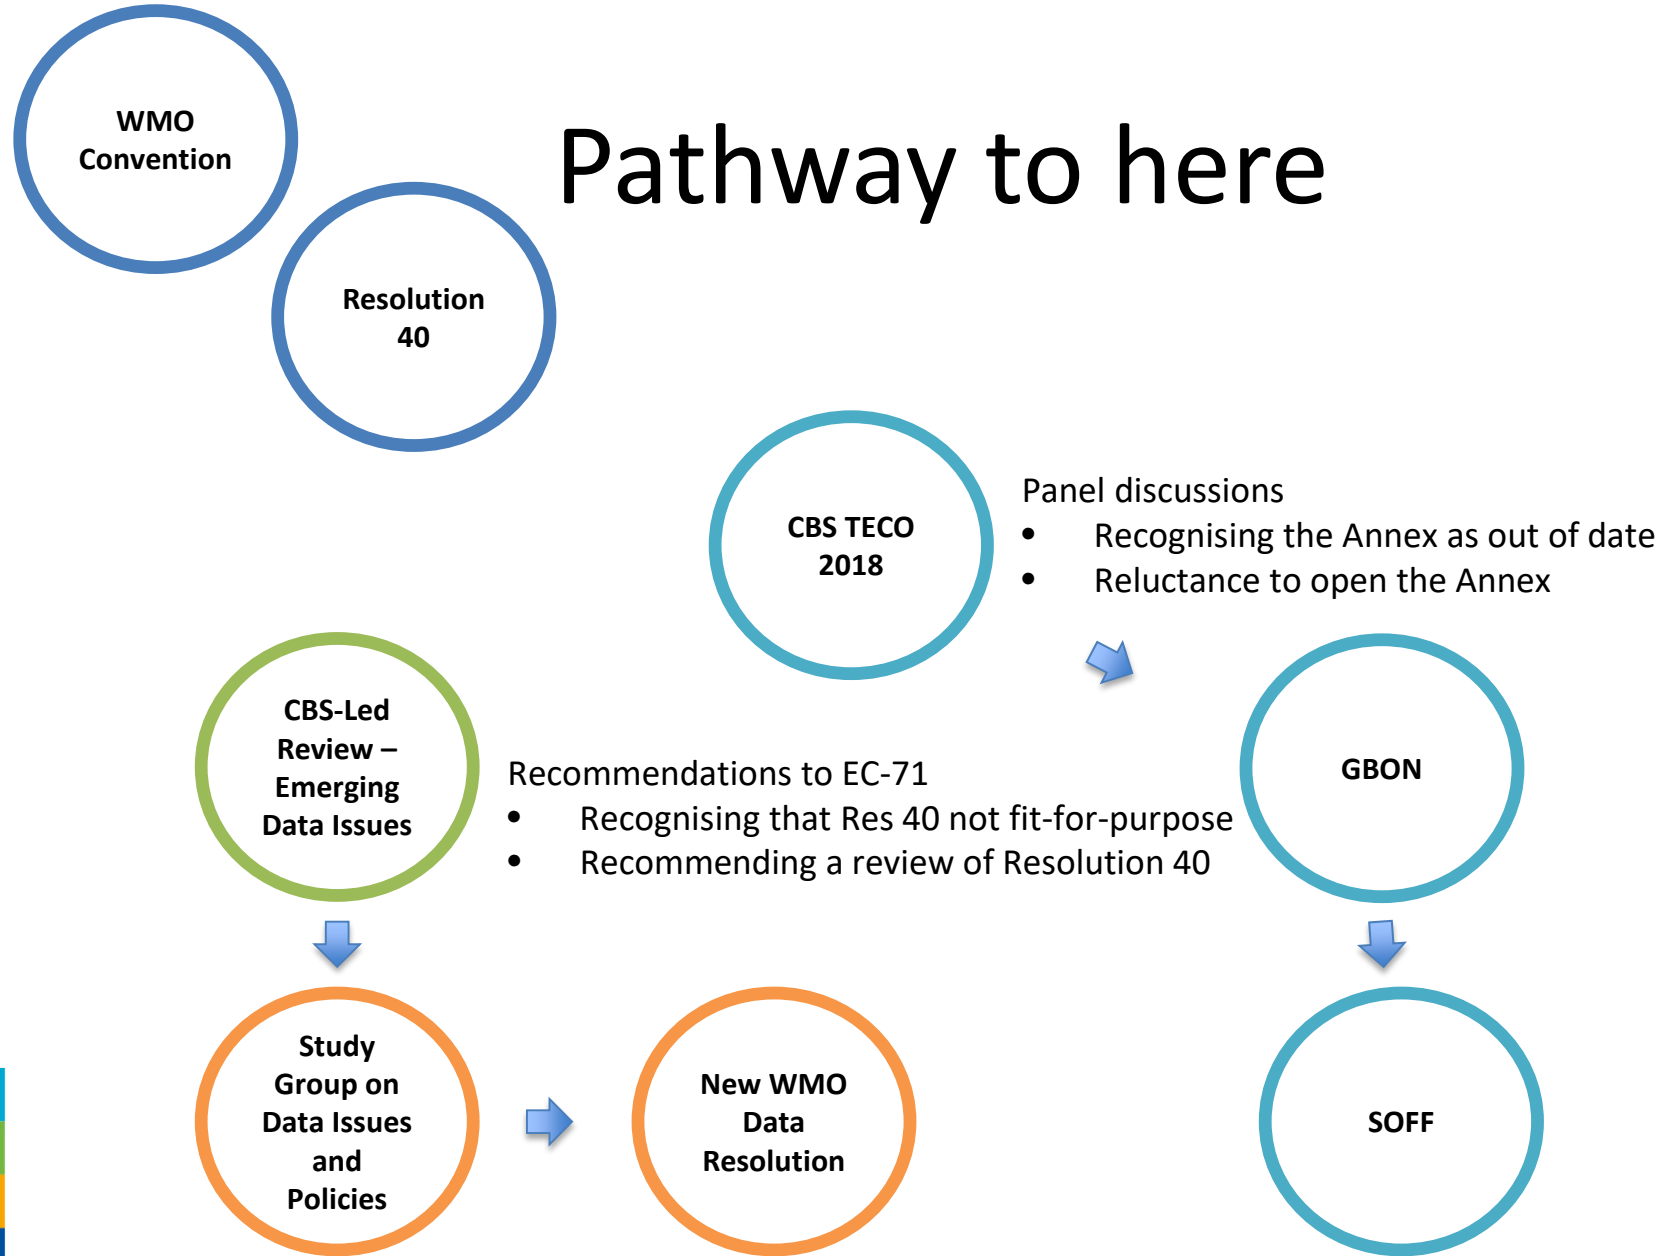 WMO
Convention
Pathway to here
Resolution
40
CBS TECO
2018
Panel discussions
• Recognising the Annex as out of date
• Reluctance to open the Annex
CBS-Led
Review –
Emerging
Data Issues
Recommendations to EC-71
• Recognising that Res 40 not fit-for-purpose
• Recommending a review of Resolution 40
GBON
Study
Group on
Data Issues
and
Policies
New WMO
Data
Resolution
SOFF